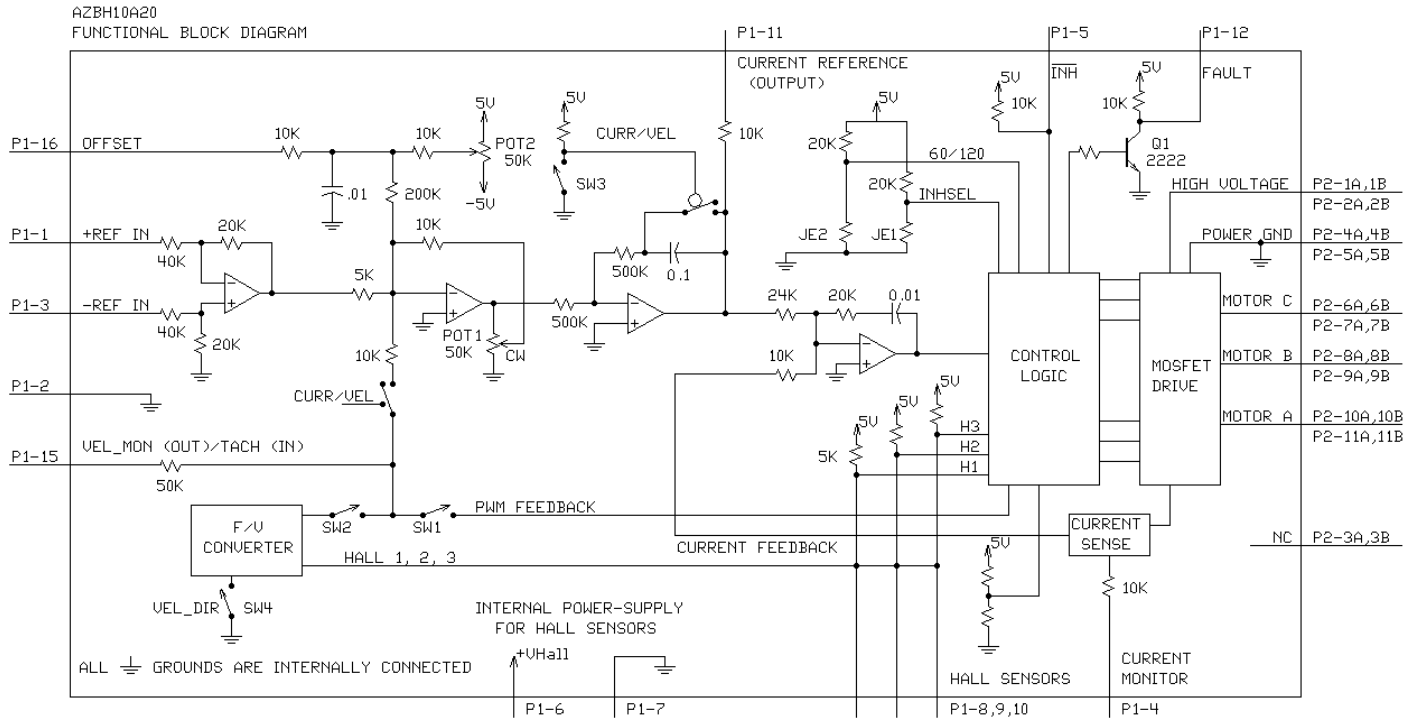 AZBH10A20
FUNCTIONAL BLOCK DIAGRAM
P1-11
P1-5
P1-12
CURRENT REFERENCE
(OUTPUT)
INH
FAULT
5V
10K
5V
10K
Q1
2222
P1-16
OFFSET
10K
10K
5V
POT2
50K
-5V
.01
200K
5V
CURR/VEL
SW3
10K
5V
20K
60/120
20K
INHSEL
JE2
JE1
HIGH VOLTAGE
P2-1A,1B
P2-2A,2B
POWER GND
P2-4A,4B
P2-5A,5B
P1-1
+REF IN
40K
20K
10K
5K
500K
0.1
P1-3
-REF IN
40K
20K
POT1
50K
CW
500K
24K
20K
0.01
10K
CONTROL
LOGIC
MOSFET
DRIVE
MOTOR C
P2-6A,6B
P2-7A,7B
MOTOR B
P2-8A,8B
P2-9A,9B
MOTOR A
P2-10A,10B
P2-11A,11B
P1-2
10K
CURR/VEL
P1-15
VEL_MON (OUT)/TACH (IN)
50K
5V
5V
5V
5K
H3
H2
H1
F/V
CONVERTER
SW2
SW1
PWM FEEDBACK
CURRENT FEEDBACK
CURRENT
SENSE
NC
P2-3A,3B
HALL 1, 2, 3
5V
10K
VEL_DIR
SW4
INTERNAL POWER-SUPPLY
FOR HALL SENSORS
+VHall
ALL GROUNDS ARE INTERNALLY CONNECTED
HALL SENSORS
CURRENT
MONITOR
P1-6
P1-7
P1-8,9,10
P1-4